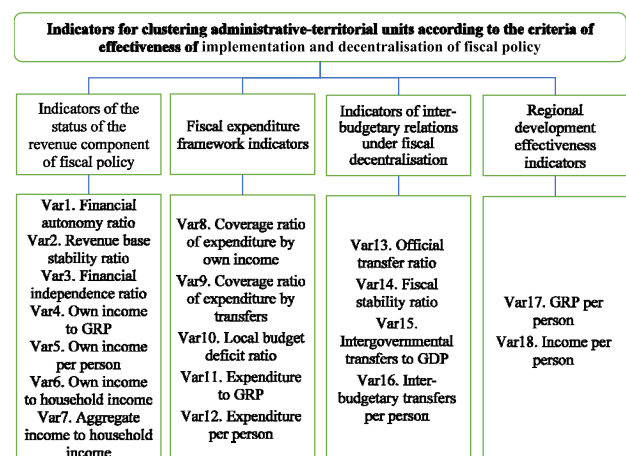 Indicators for clustering administrative-territorial units according to the criteria of
effectiveness of implementation and decentralisation of fiscal policy
Indicators of the
status of the
revenue component
of fiscal policy
Fiscal expenditure
framework indicators
Indicators of inter-
budgetary relations
under fiscal
decentralisation
Regional
development
effectiveness
indicators
Var1. Financial
autonomy ratio
Var2. Revenue base
stability ratio
Var3. Financial
independence ratio
Var4. Own income
to GRP
Var5. Own income
per person
Var6. Own income
to household income
Var7. Aggregate
income to household
income
Var8. Coverage ratio
of expenditure by
own income
Var9. Coverage ratio
of expenditure by
transfers
Var10. Local budget
deficit ratio
Var11. Expenditure
to GRP
Var12. Expenditure
per person
Var13. Official
transfer ratio
Var14. Fiscal
stability ratio
Var15.
Intergovernmental
transfers to GDP
Var16. Inter-
budgetary transfers
per person
Var17. GRP per
person
Var18. Income per
person